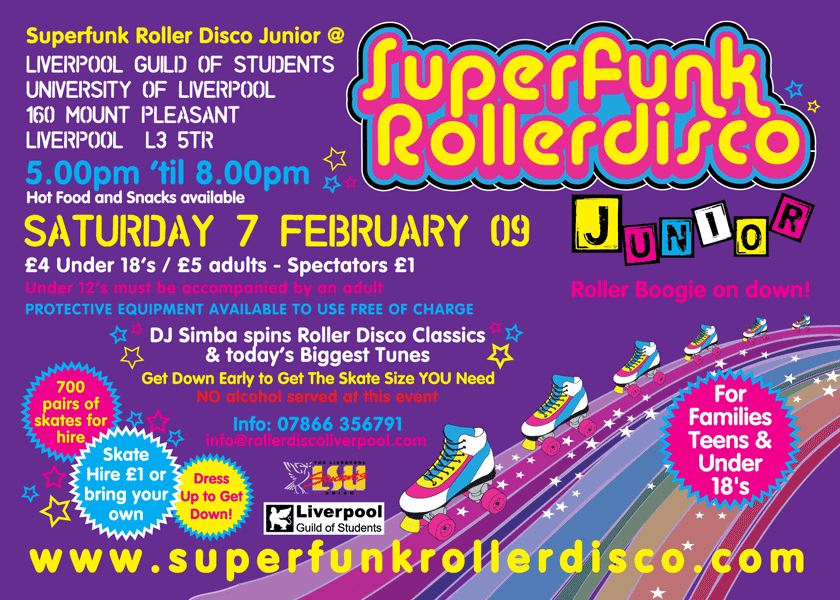 Superfunk Roller Disco Junior @
LIVERPOOL GUILD OF STUDENTS
UNIVERSITY OF LIVERPOOL
160 MOUNT PLEASANT
LIVERPOOL L3 5TR
5.00pm ‘til 8.00pm
Hot Food and Snacks available
SuperFunk
Rollerdisco
JUNIOR
Roller Boogie on down!
SATURDAY 7 FEBRUARY 09
£4 Under 18’s / £5 adults - Spectators £1
Under 12’s must be accompanied by an adult
PROTECTIVE EQUIPMENT AVAILABLE TO USE FREE OF CHARGE
DJ Simba spins Roller Disco Classics
& today’s Biggest Tunes
Get Down Early to Get The Skate Size YOU Need
NO alcohol served at this event
Info: 07866 356791
info@rollerdiscoliverpool.com
700
pairs of
skates for
hire
Skate
Hire £1 or
bring your
own
Dress
Up to Get
Down!
THE LIVERPOOL
LSU
Students
UNION
Liverpool
Guild of Students
For
Families
Teens &
Under
18's
www.superfunkrollerdisco.com